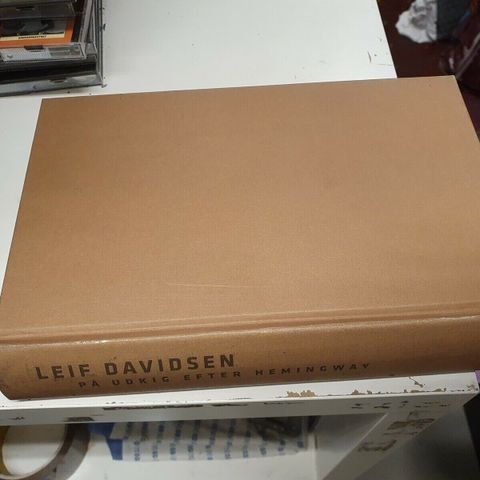 LEIF DAVIDSEN
PÅ UDKIG EFTER HEMINGWAY